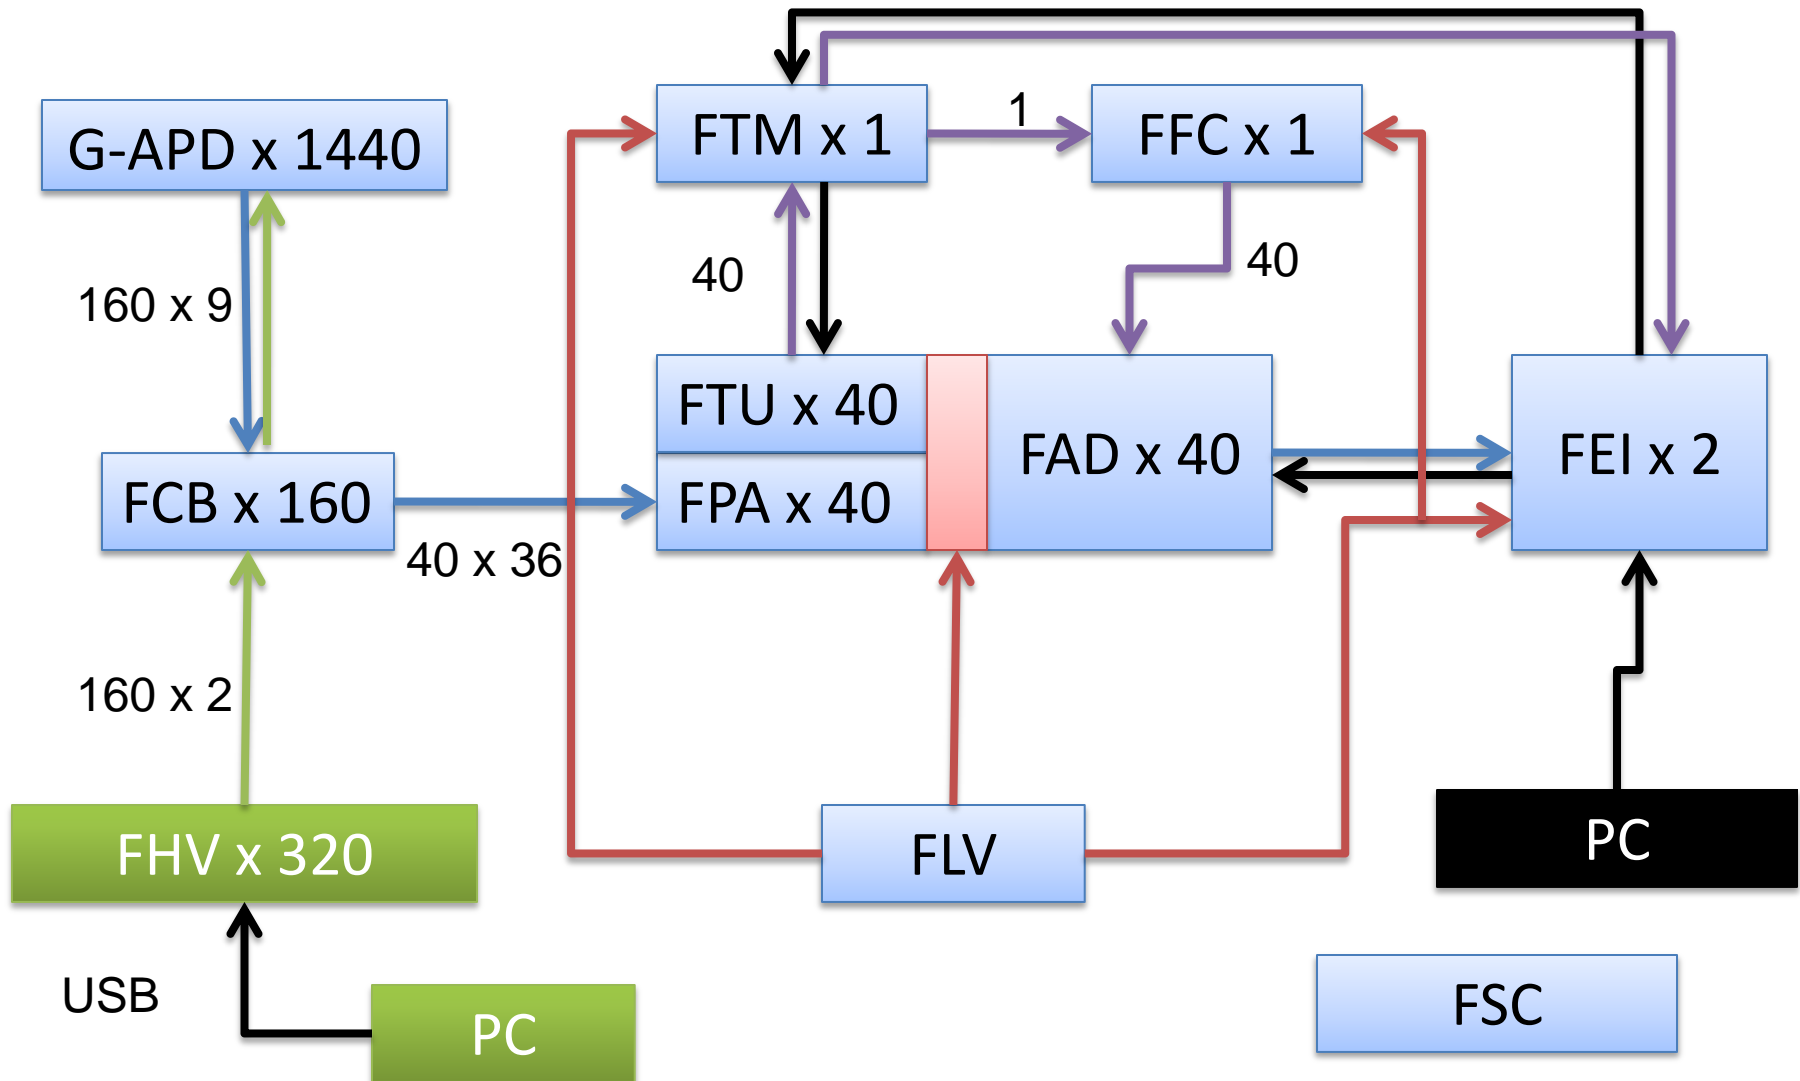 FTM x 1
1
FFC x 1
G-APD x 1440
160 x 9
40
40
FTU x 40
FAD x 40
FEI x 2
FCB x 160
FPA x 40
40 x 36
160 x 2
FHV x 320
FLV
PC
USB
PC
FSC